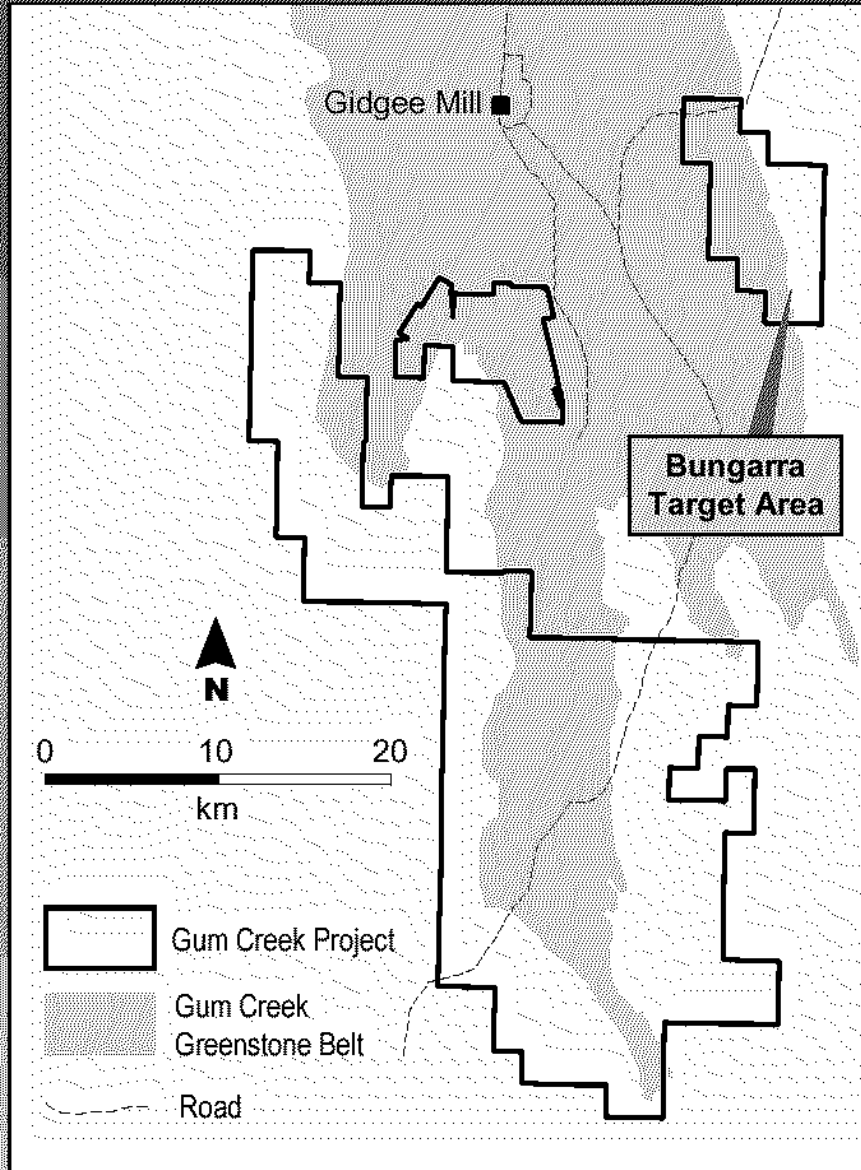 Gidgee Mill
Bungarra
Target Area
N
0 10 20
km
Gum Creek Project
Gum Creek
Greenstone Belt
Road